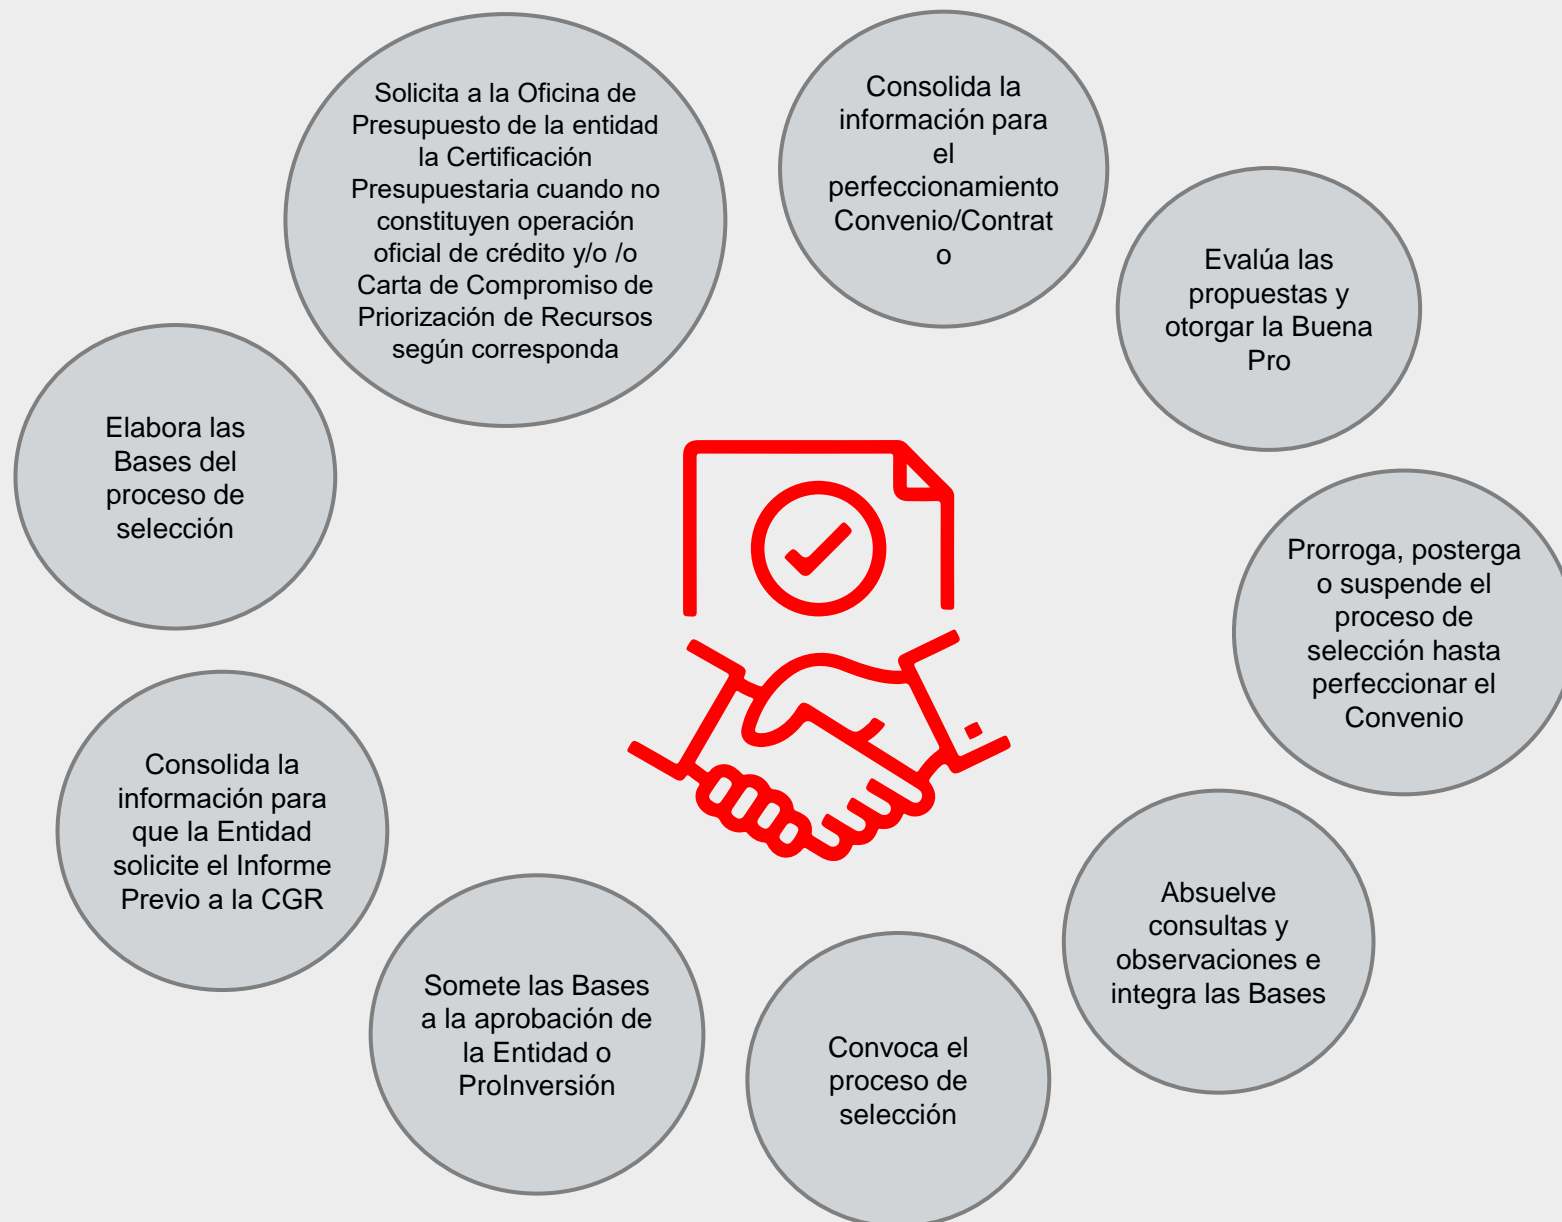 Solicita a la Oficina de
Presupuesto de la entidad
la Certificación
Presupuestaria cuando no
constituyen operación
oficial de crédito y/o /o
Carta de Compromiso de
Priorización de Recursos
según corresponda
Consolida la
información para
el
perfeccionamiento
Convenio/Contrat
o
Evalúa las
propuestas y
otorgar la Buena
Pro
Prorroga, posterga
o suspende el
proceso de
selección hasta
perfeccionar el
Convenio
Absuelve
consultas y
observaciones e
integra las Bases
Convoca el
proceso de
selección
Somete las Bases
a la aprobación de
la Entidad o
ProInversión
Consolida la
información para
que la Entidad
solicite el Informe
Previo a la CGR
Elabora las
Bases del
proceso de
selección